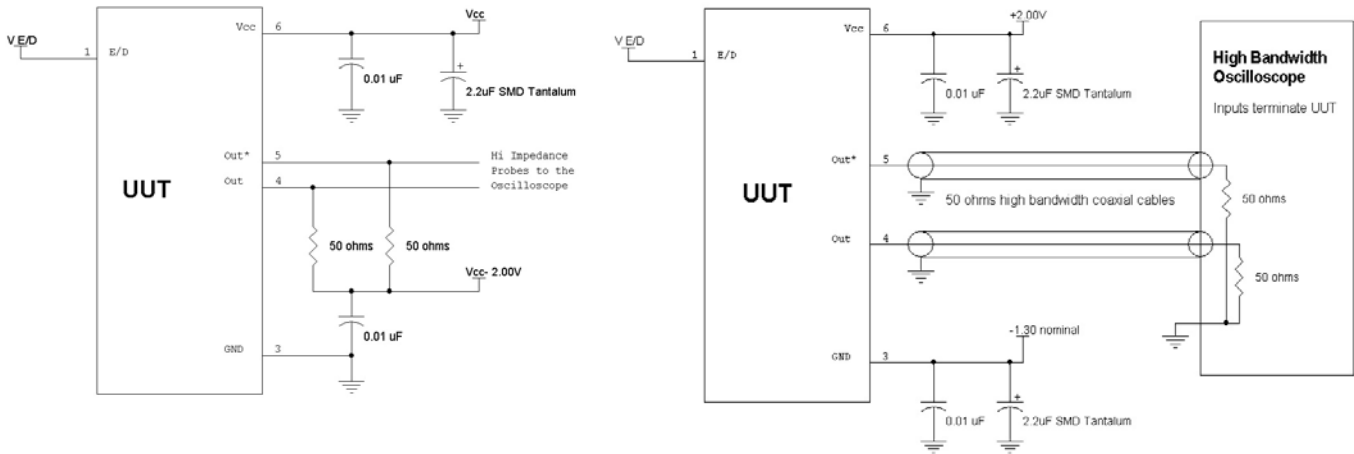 Vcc
6
Vcc
V E/D
1
E/D
0.01 uF
+
2.2uF SMD Tantalum
Out*
5
Hi Impedance
Probes to the
Oscilloscope
Out
4
UUT
50 ohms
50 ohms
Vcc- 2.00V
0.01 uF
GND
3
+2.00V
Vcc
6
V E/D
1
E/D
0.01 uF
+
2.2uF SMD Tantalum
High Bandwidth
Oscilloscope
Inputs terminate UUT
Out*
5
UUT
50 ohms high bandwidth coaxial cables
50 ohms
Out
4
50 ohms
-1.30 nominal
GND
3
0.01 uF
+
2.2uF SMD Tantalum